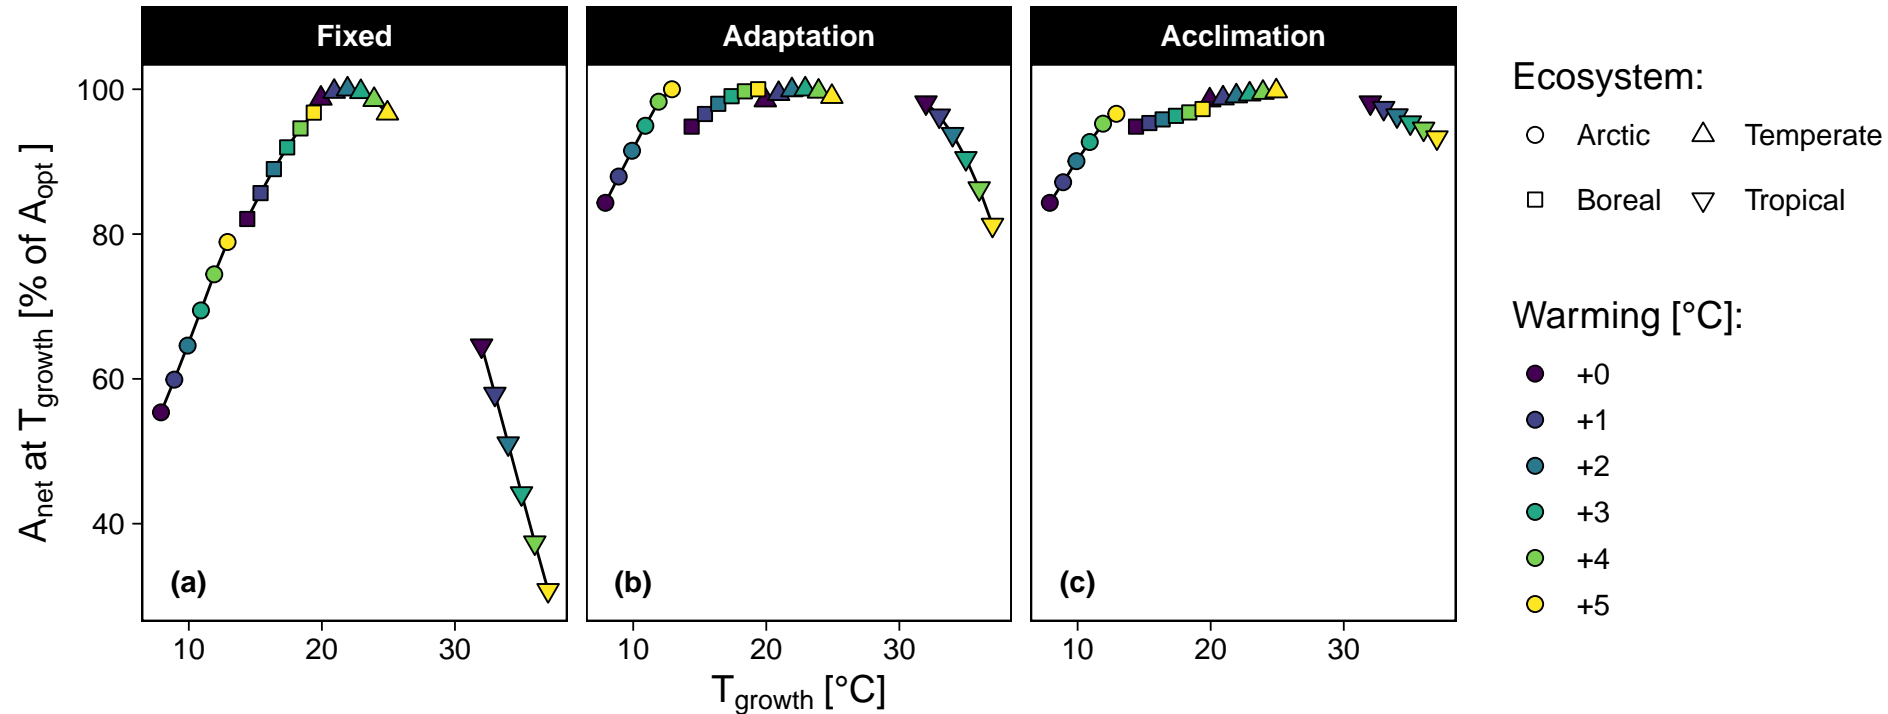 Fixed
Adaptation
Acclimation
A_net at T_growth [% of A_opt]
100
80
60
40
(a)
(b)
(c)
10 20 30
10 20 30
10 20 30
T_growth [°C]
Ecosystem:
Arctic
Temperate
Boreal
Tropical
Warming [°C]:
+0
+1
+2
+3
+4
+5